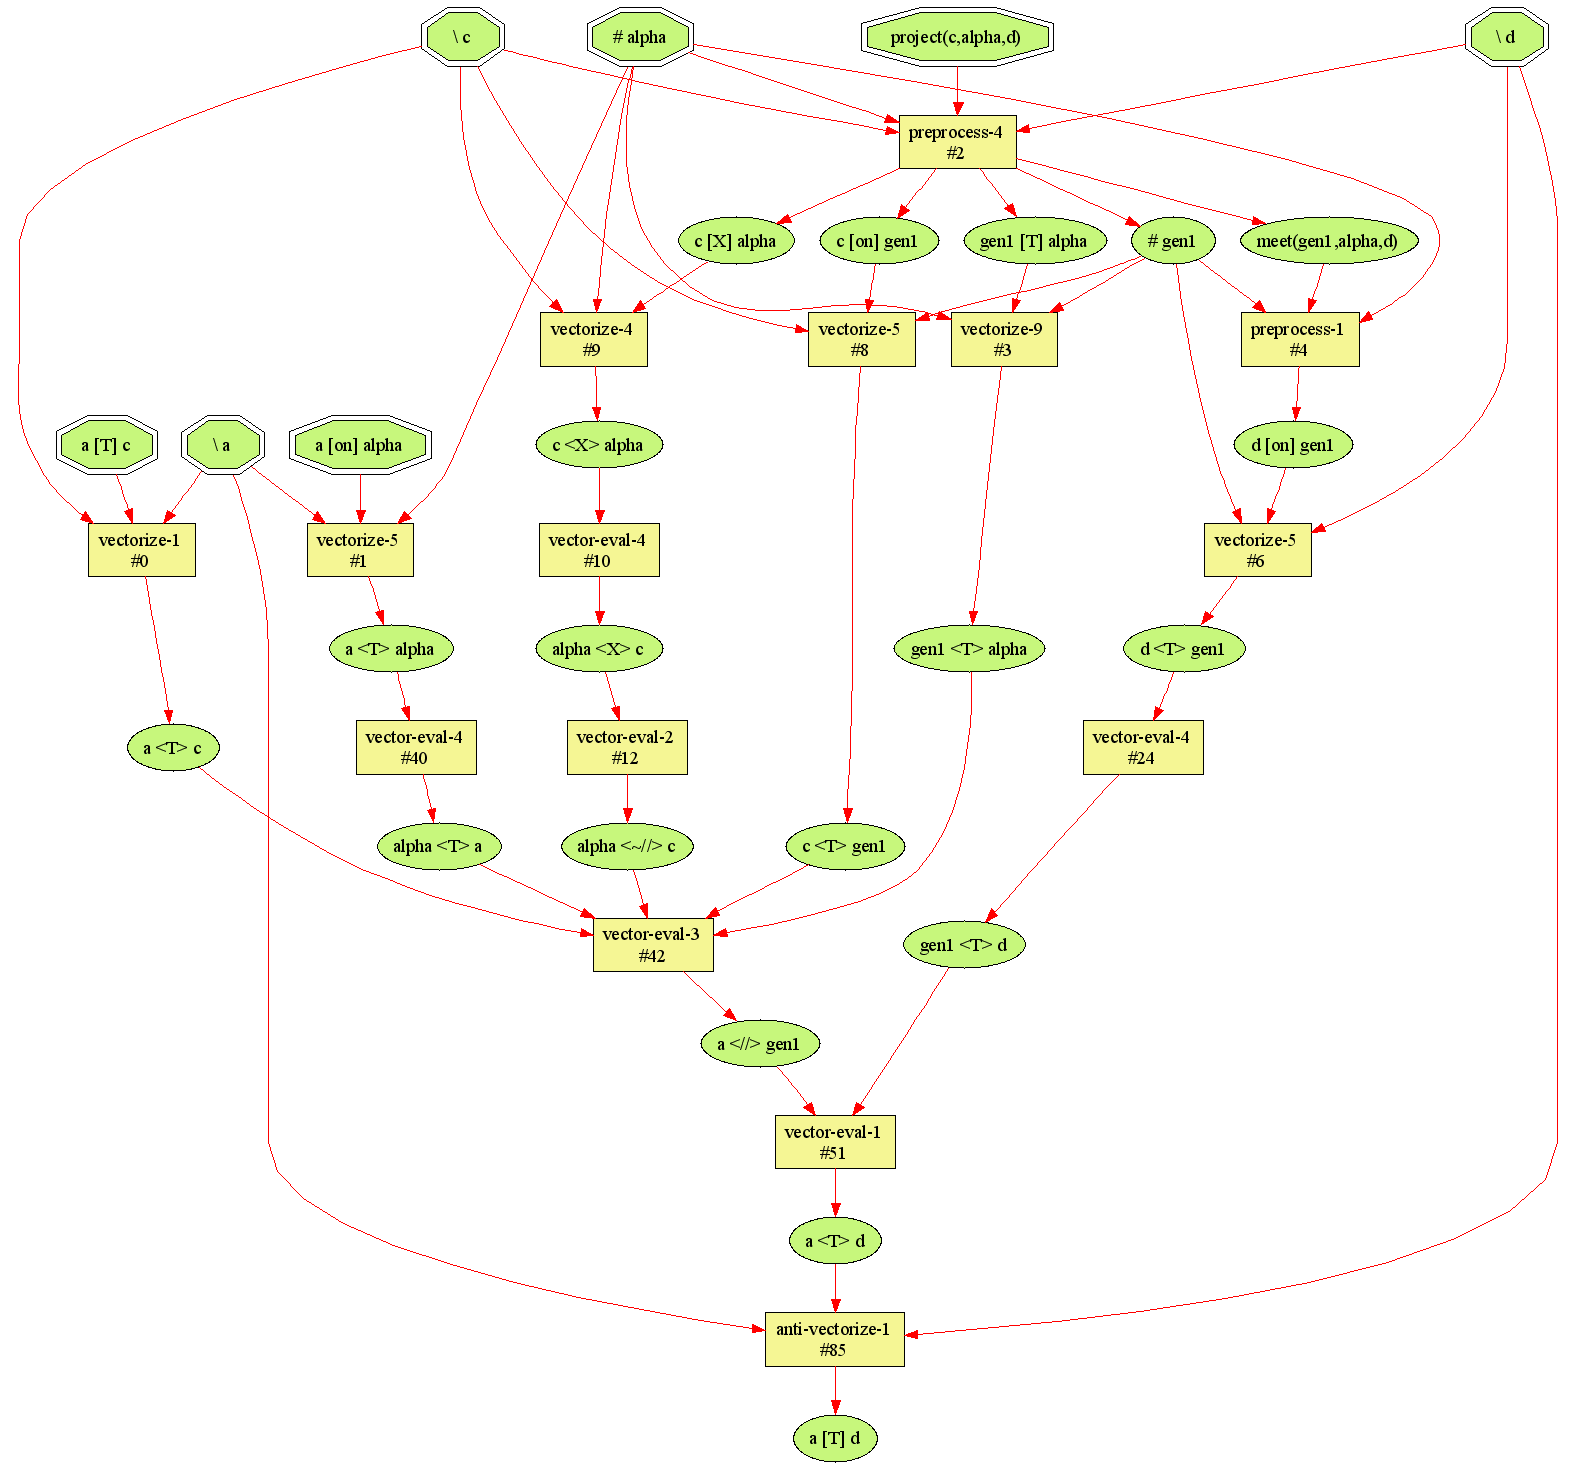 \ c
# alpha
project(c,alpha,d)
\ d
preprocess-4
#2
c [X] alpha
c [on] gen1
gen1 [T] alpha
# gen1
meet(gen1,alpha,d)
vectorize-4
#9
vectorize-5
#8
vectorize-9
#3
preprocess-1
#4
a [T] c
\ a
a [on] alpha
c <X> alpha
d [on] gen1
vectorize-1
#0
vectorize-5
#1
vector-eval-4
#10
vectorize-5
#6
a <T> alpha
alpha <X> c
gen1 <T> alpha
d <T> gen1
a <T> c
vector-eval-4
#40
vector-eval-2
#12
vector-eval-4
#24
alpha <T> a
alpha <~//> c
c <T> gen1
vector-eval-3
#42
gen1 <T> d
a <//> gen1
vector-eval-1
#51
a <T> d
anti-vectorize-1
#85
a [T] d